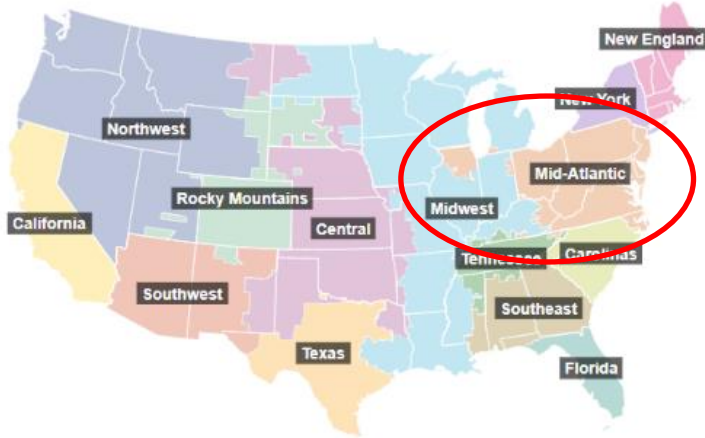 New England
New York
Northwest
Mid-Atlantic
Rocky Mountains
Midwest
California
Central
Tennessee
Carolinas
Southwest
Southeast
Texas
Florida